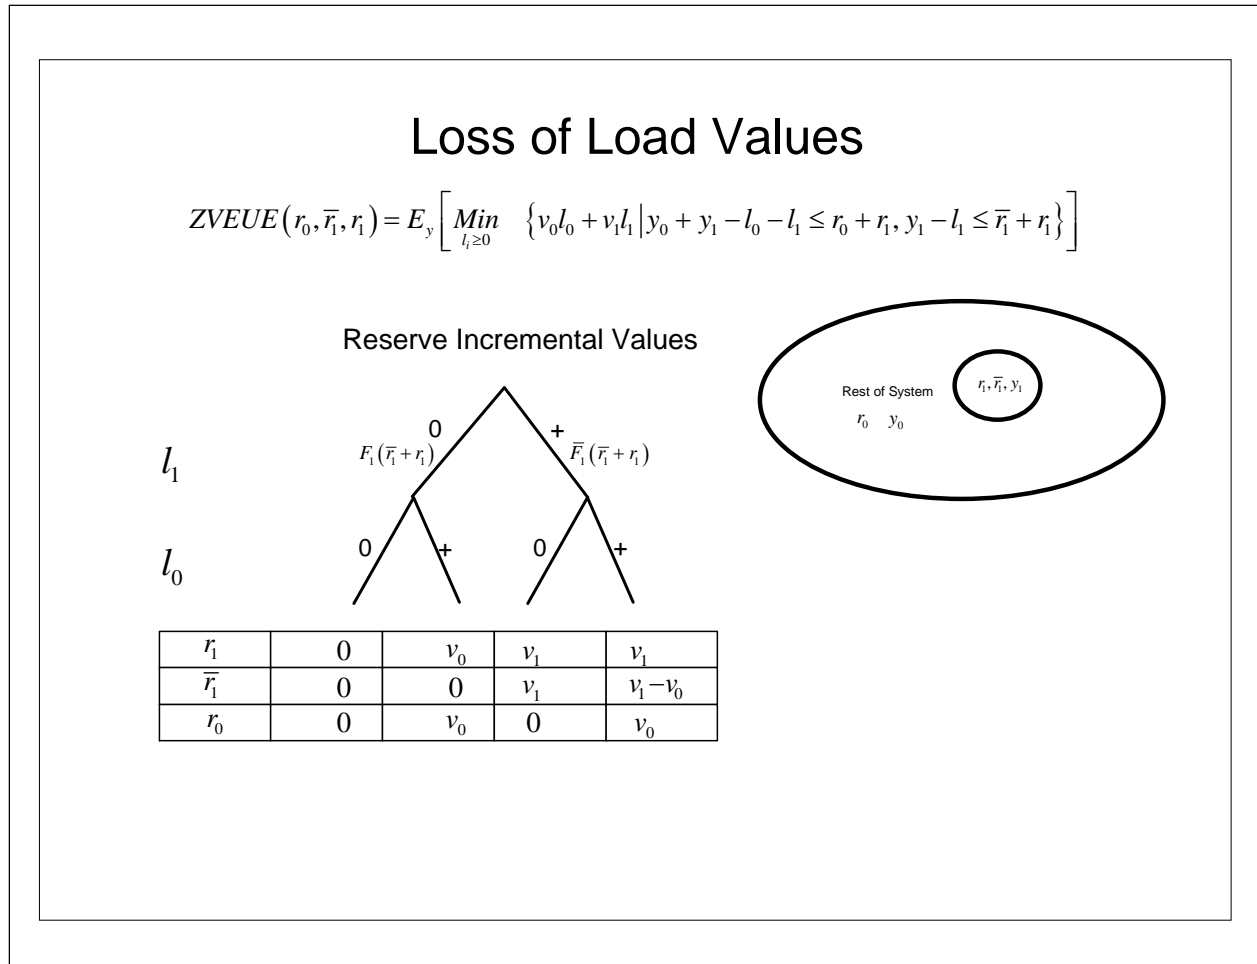 Loss of Load Values
ZVEUE(r₀, r̅₁, r₁) = E_y [ Min_{l_i≥0} {v₀l₀ + v₁l₁ | y₀ + y₁ − l₀ − l₁ ≤ r₀ + r₁, y₁ − l₁ ≤ r̅₁ + r₁} ]
Reserve Incremental Values
r₁, r̅₁, y₁
Rest of System
r₀ y₀
0 +
l₁ F₁(r̅₁ + r₁) F̅₁(r̅₁ + r₁)
l₀ 0 + 0 +
r₁ 0 v₀ v₁ v₁
r̅₁ 0 0 v₁ v₁−v₀
r₀ 0 v₀ 0 v₀